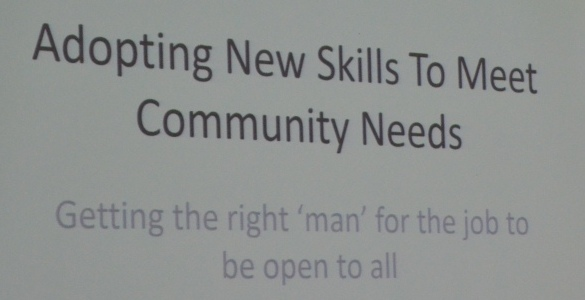 Adopting New Skills To Meet
Community Needs
Getting the right ‘man’ for the job to
be open to all